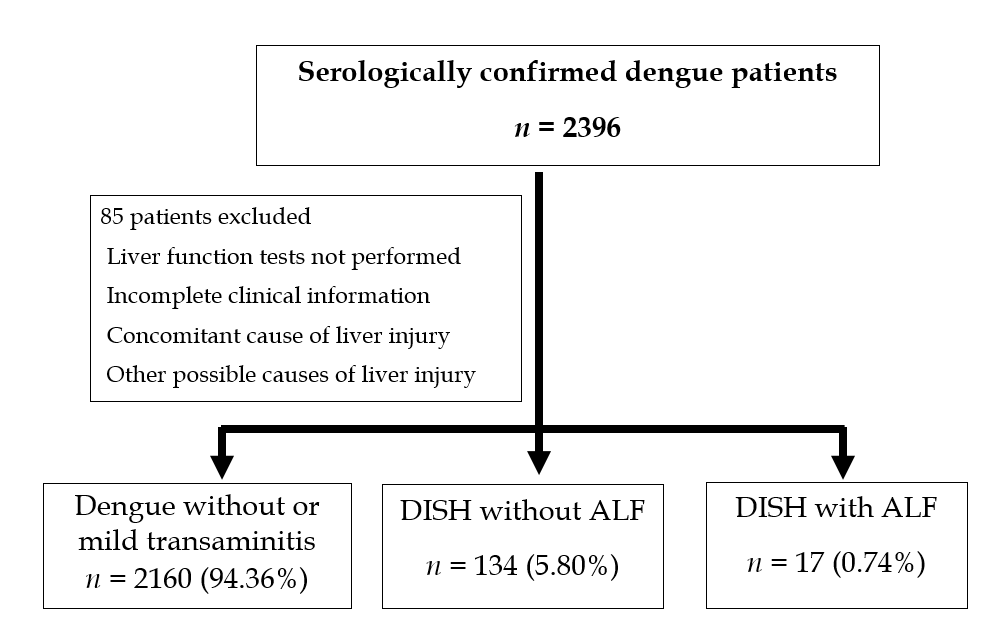 Serologically confirmed dengue patients
n = 2396
85 patients excluded
Liver function tests not performed
Incomplete clinical information
Concomitant cause of liver injury
Other possible causes of liver injury
Dengue without or
mild transaminitis
n = 2160 (94.36%)
DISH without ALF
n = 134 (5.80%)
DISH with ALF
n = 17 (0.74%)